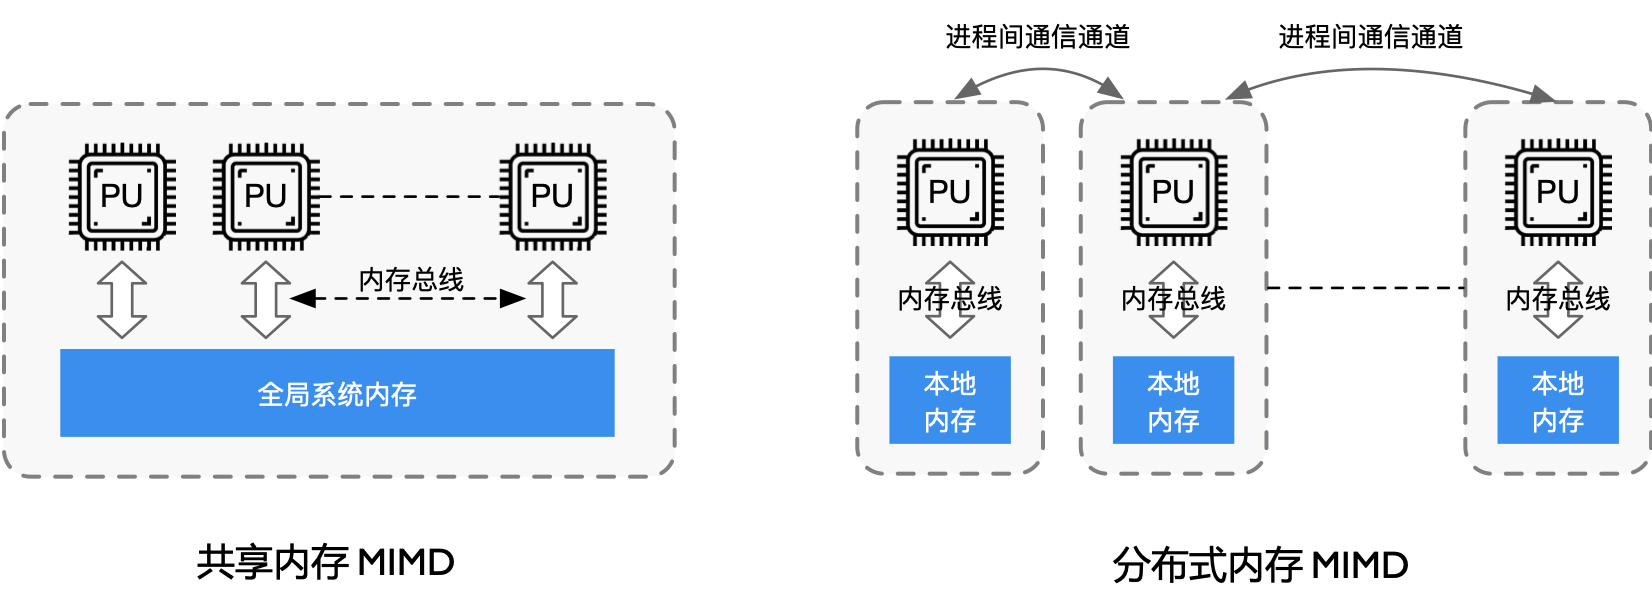 进程间通信通道
进程间通信通道
PU
PU
PU
PU
PU
PU
内存总线
内存总线
内存总线
内存总线
全局系统内存
本地
内存
本地
内存
本地
内存
共享内存 MIMD
分布式内存 MIMD